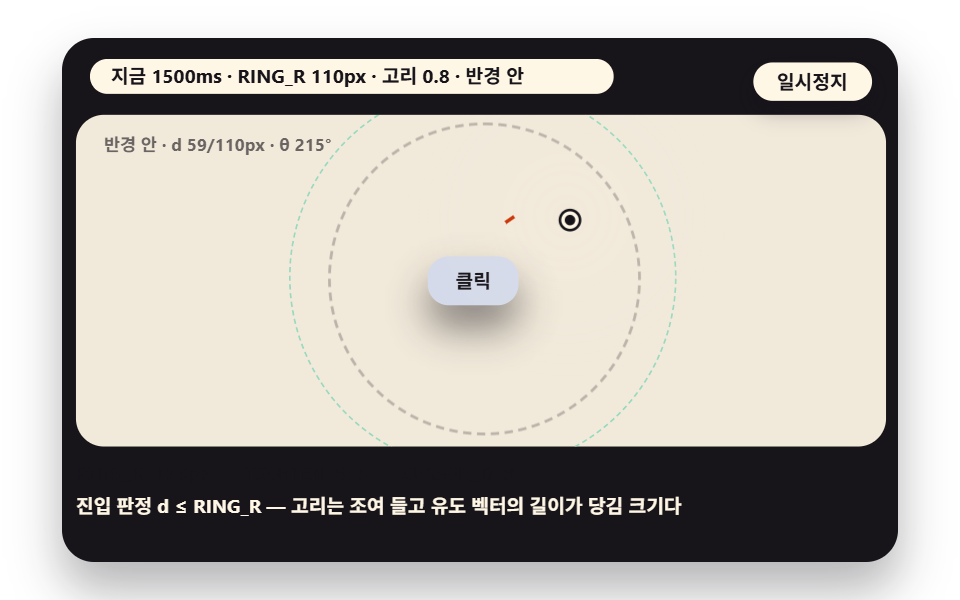 지금 1500ms · RING_R 110px · 고리 0.8 · 반경 안
일시정지
반경 안 · d 59/110px · θ 215°
클릭
진입 판정 d ≤ RING_R — 고리는 조여 들고 유도 벡터의 길이가 당김 크기다